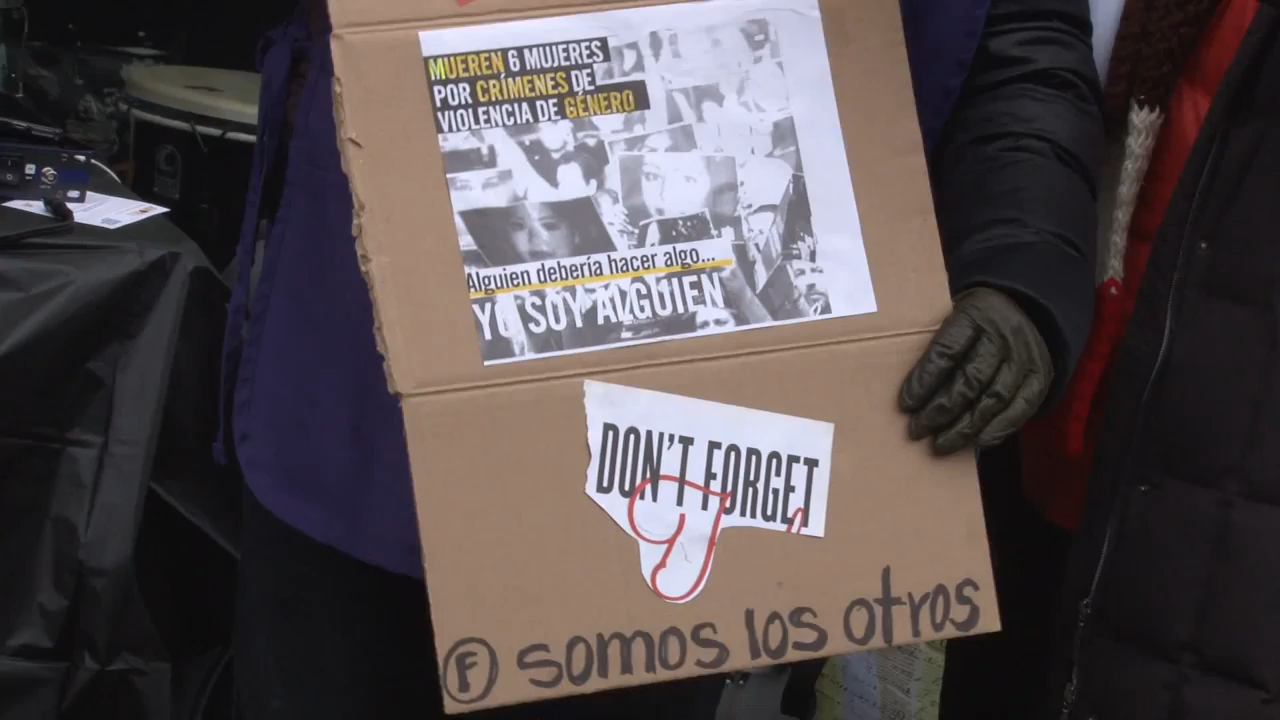 MUEREN 6 MUJERES
POR CRÍMENES DE
VIOLENCIA DE GÉNERO
Alguien debería hacer algo...
YO SOY ALGUIEN
DON'T FORGET
F somos los otros